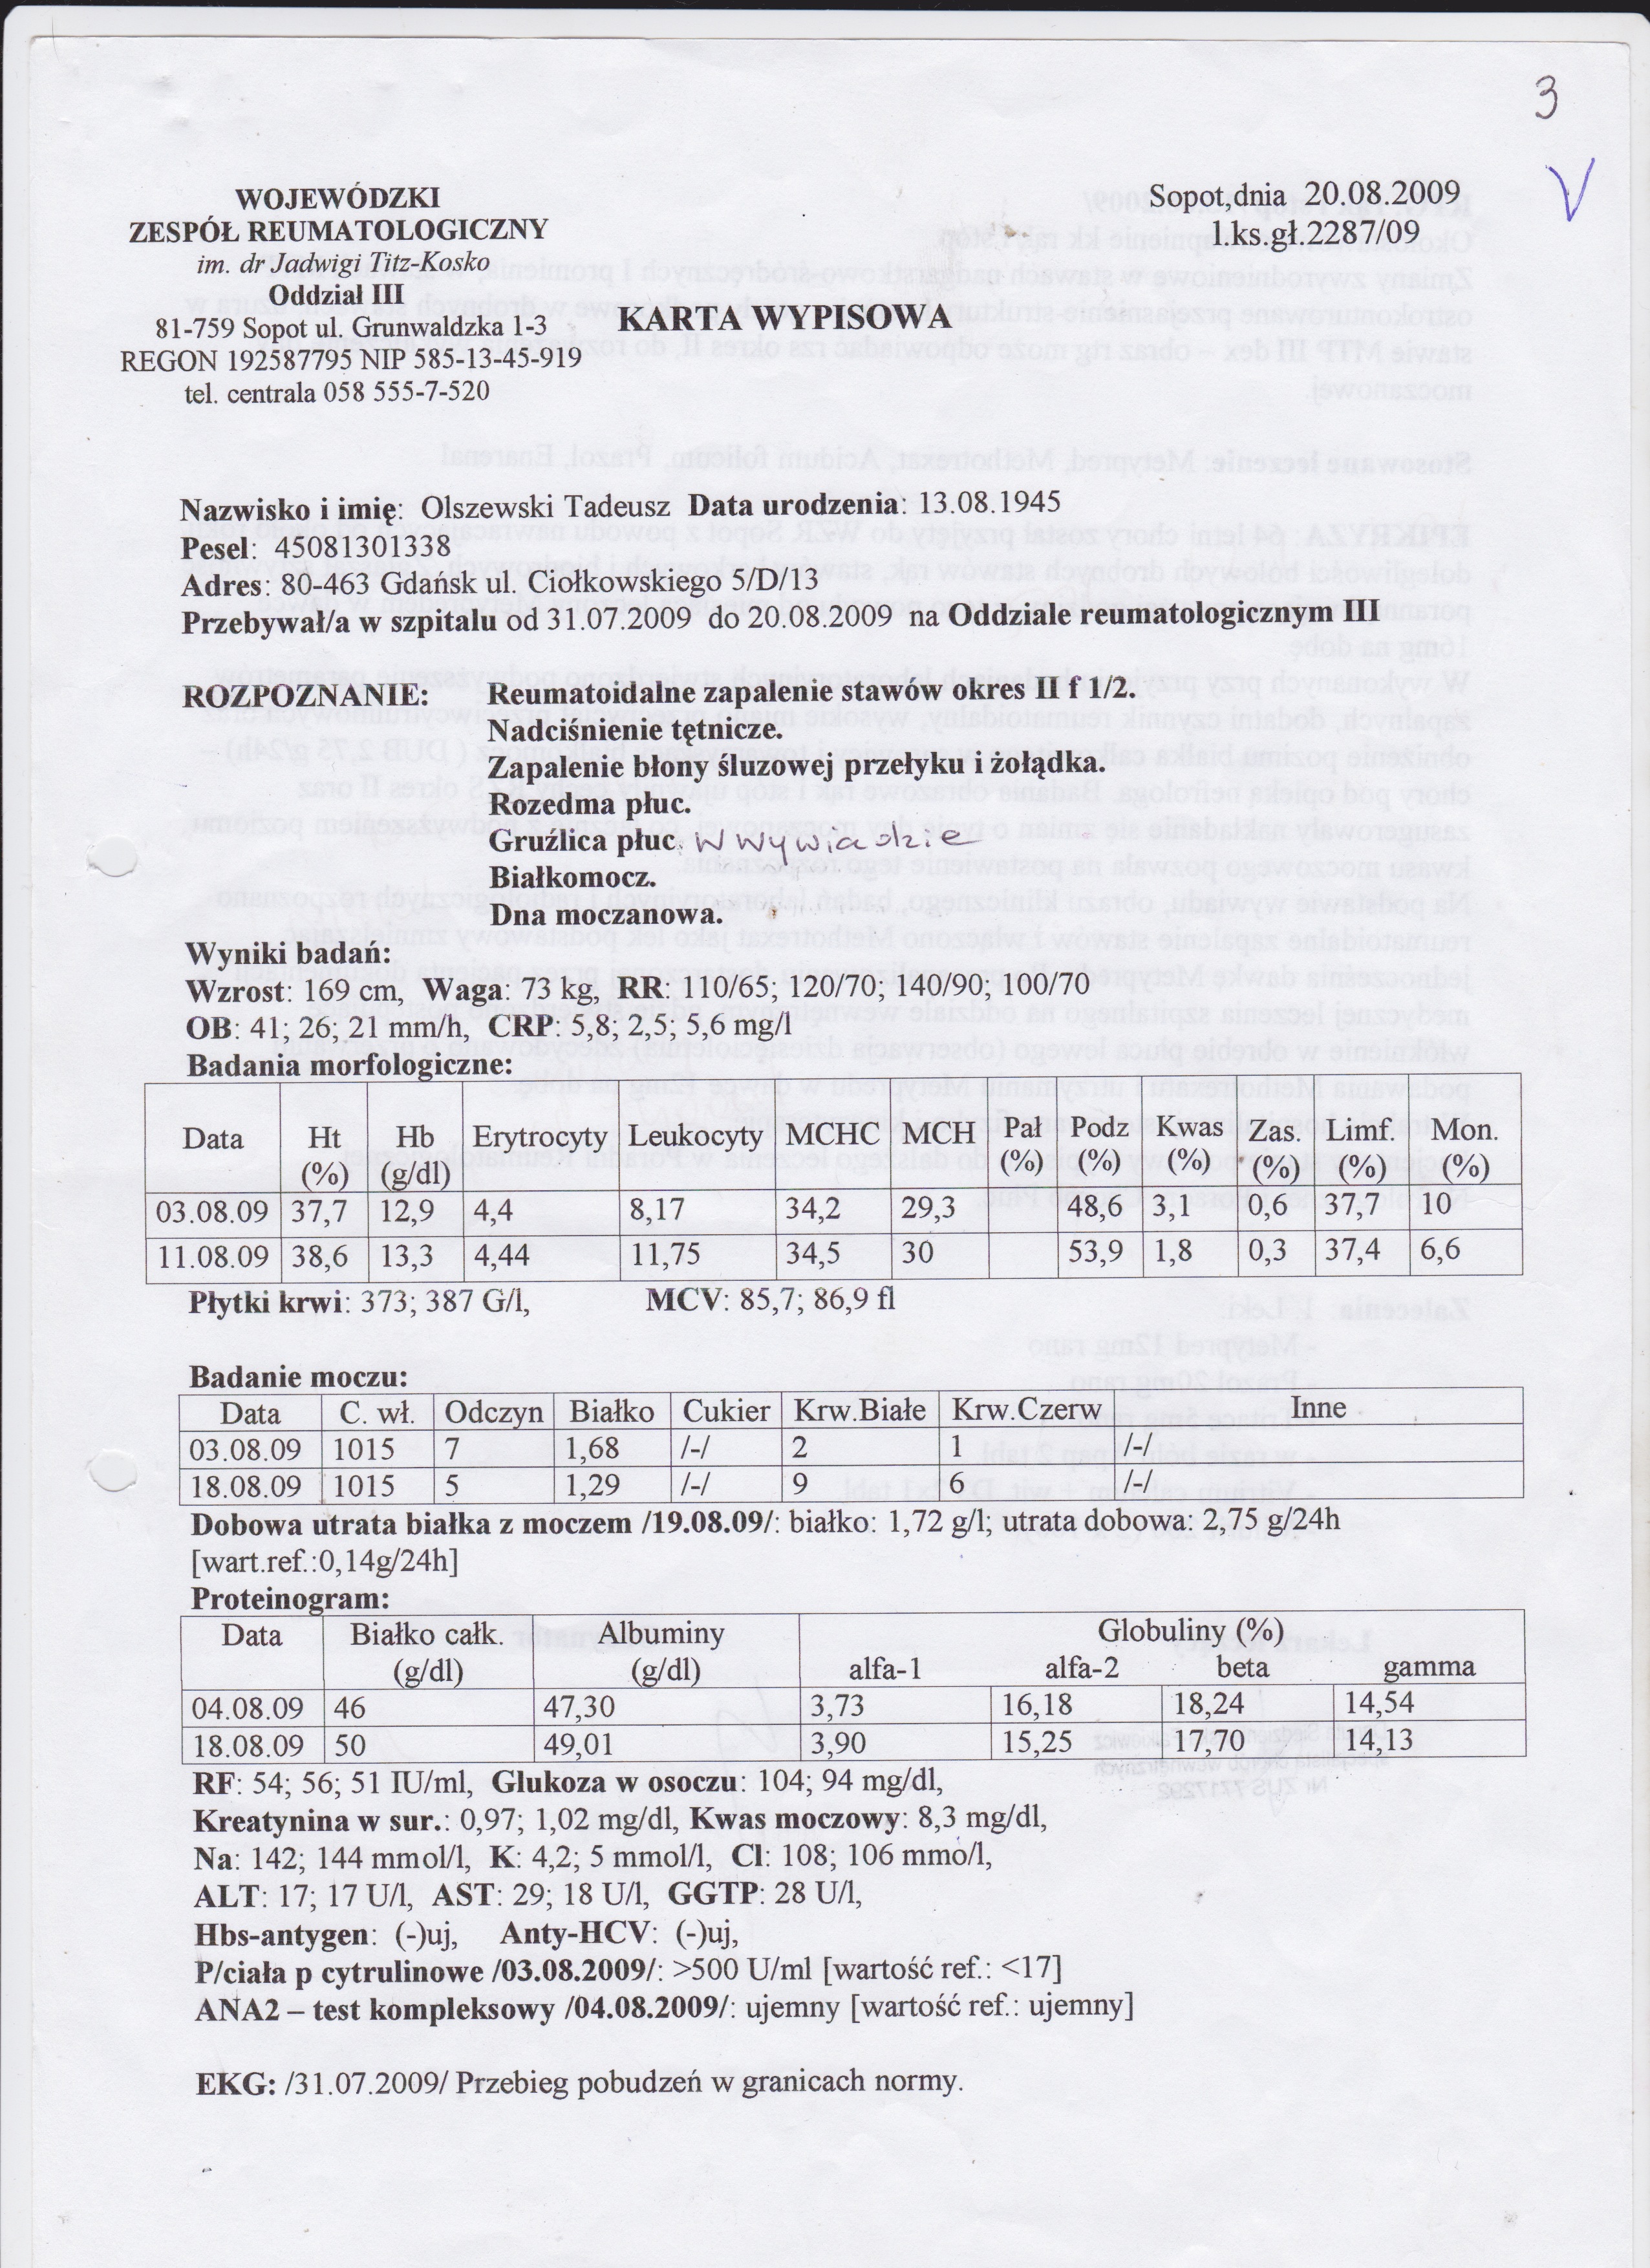 3
V
WOJEWÓDZKI
ZESPÓŁ REUMATOLOGICZNY
im. dr Jadwigi Titz-Kosko
Oddział III
81-759 Sopot ul. Grunwaldzka 1-3
REGON 192587795 NIP 585-13-45-919
tel. centrala 058 555-7-520
Sopot,dnia 20.08.2009
l.ks.gł.2287/09
KARTA WYPISOWA
Nazwisko i imię: Olszewski Tadeusz Data urodzenia: 13.08.1945
Pesel: 45081301338
Adres: 80-463 Gdańsk ul. Ciołkowskiego 5/D/13
Przebywał/a w szpitalu od 31.07.2009 do 20.08.2009 na Oddziale reumatologicznym III
ROZPOZNANIE: Reumatoidalne zapalenie stawów okres II f 1/2.
Nadciśnienie tętnicze.
Zapalenie błony śluzowej przełyku i żołądka.
Rozedma płuc.
Gruźlica płuc. w wywiadzie
Białkomocz.
Dna moczanowa.
Wyniki badań:
Wzrost: 169 cm, Waga: 73 kg, RR: 110/65; 120/70; 140/90; 100/70
OB: 41; 26; 21 mm/h, CRP: 5,8; 2,5; 5,6 mg/l
Badania morfologiczne:
Data Ht (%) Hb (g/dl) Erytrocyty Leukocyty MCHC MCH Pał (%) Podz (%) Kwas (%) Zas. (%) Limf. (%) Mon. (%)
03.08.09 37,7 12,9 4,4 8,17 34,2 29,3 48,6 3,1 0,6 37,7 10
11.08.09 38,6 13,3 4,44 11,75 34,5 30 53,9 1,8 0,3 37,4 6,6
Płytki krwi: 373; 387 G/l, MCV: 85,7; 86,9 fl
Badanie moczu:
Data C. wł. Odczyn Białko Cukier Krw.Białe Krw.Czerw Inne
03.08.09 1015 7 1,68 /-/ 2 1 /-/
18.08.09 1015 5 1,29 /-/ 9 6 /-/
Dobowa utrata białka z moczem /19.08.09/: białko: 1,72 g/l; utrata dobowa: 2,75 g/24h
[wart.ref.:0,14g/24h]
Proteinogram:
Data Białko całk. (g/dl) Albuminy (g/dl) Globuliny (%)
alfa-1 alfa-2 beta gamma
04.08.09 46 47,30 3,73 16,18 18,24 14,54
18.08.09 50 49,01 3,90 15,25 17,70 14,13
RF: 54; 56; 51 IU/ml, Glukoza w osoczu: 104; 94 mg/dl,
Kreatynina w sur.: 0,97; 1,02 mg/dl, Kwas moczowy: 8,3 mg/dl,
Na: 142; 144 mmol/l, K: 4,2; 5 mmol/l, Cl: 108; 106 mmo/l,
ALT: 17; 17 U/l, AST: 29; 18 U/l, GGTP: 28 U/l,
Hbs-antygen: (-)uj, Anty-HCV: (-)uj,
P/ciała p cytrulinowe /03.08.2009/: >500 U/ml [wartość ref.: <17]
ANA2 – test kompleksowy /04.08.2009/: ujemny [wartość ref.: ujemny]
EKG: /31.07.2009/ Przebieg pobudzeń w granicach normy.